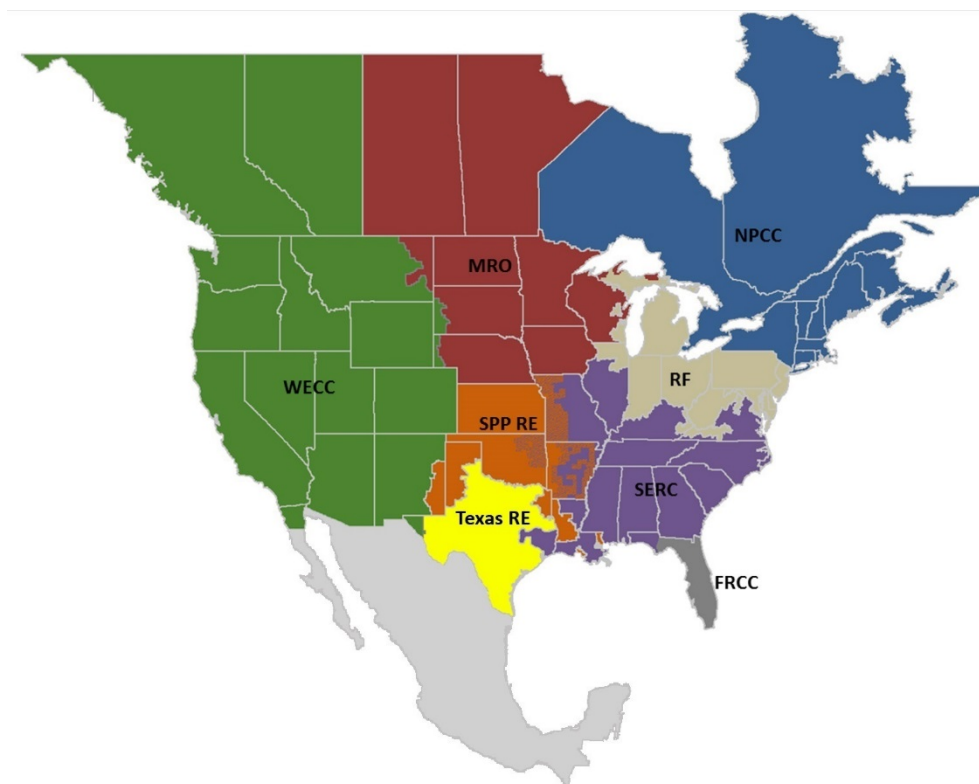 NPCC
MRO
RF
WECC
SPP RE
SERC
Texas RE
FRCC